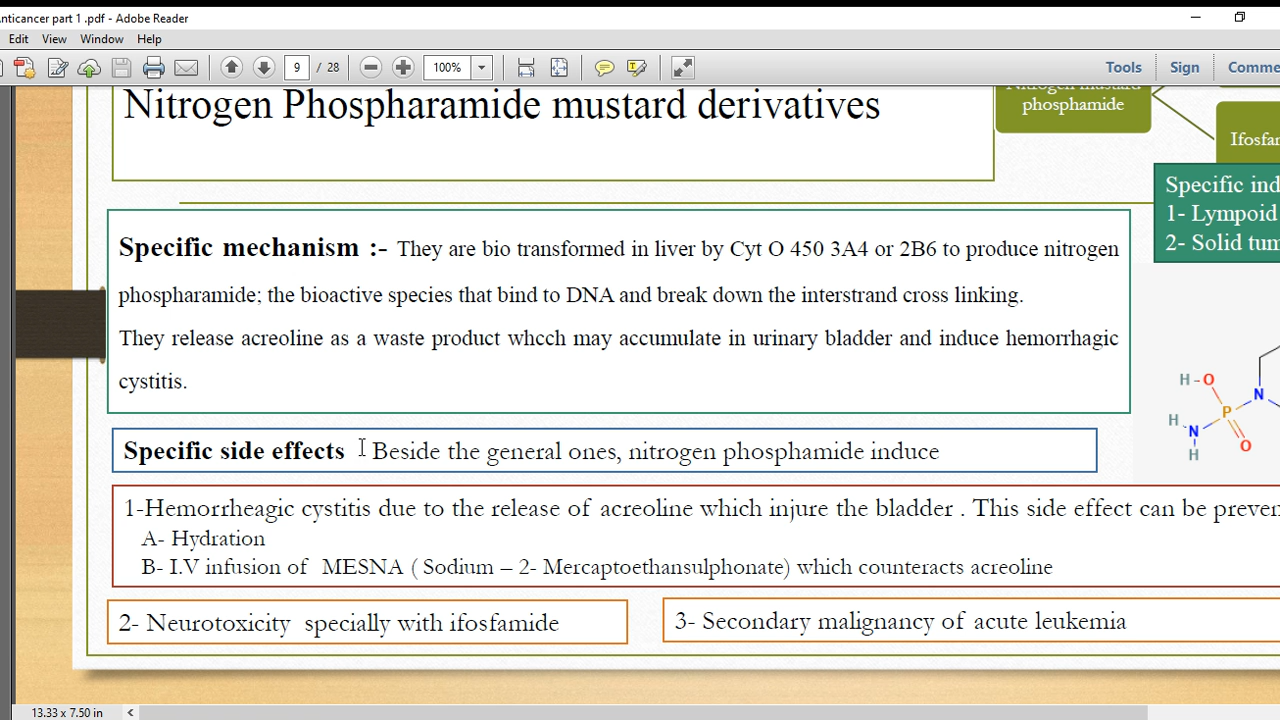 nticancer part 1 .pdf - Adobe Reader
Edit View Window Help
9 / 28 100% Tools Sign Comme
Nitrogen Phospharamide mustard derivatives
Nitrogen mustard
phosphamide
Ifosfar
Specific ind
1- Lympoid
2- Solid tum
Specific mechanism :- They are bio transformed in liver by Cyt O 450 3A4 or 2B6 to produce nitrogen
phospharamide; the bioactive species that bind to DNA and break down the interstrand cross linking.
They release acreoline as a waste product whcch may accumulate in urinary bladder and induce hemorrhagic
cystitis.
H - O
P
N
H
N
H
O
Specific side effects Beside the general ones, nitrogen phosphamide induce
1-Hemorrheagic cystitis due to the release of acreoline which injure the bladder . This side effect can be preven
A- Hydration
B- I.V infusion of MESNA ( Sodium – 2- Mercaptoethansulphonate) which counteracts acreoline
2- Neurotoxicity specially with ifosfamide
3- Secondary malignancy of acute leukemia
13.33 x 7.50 in